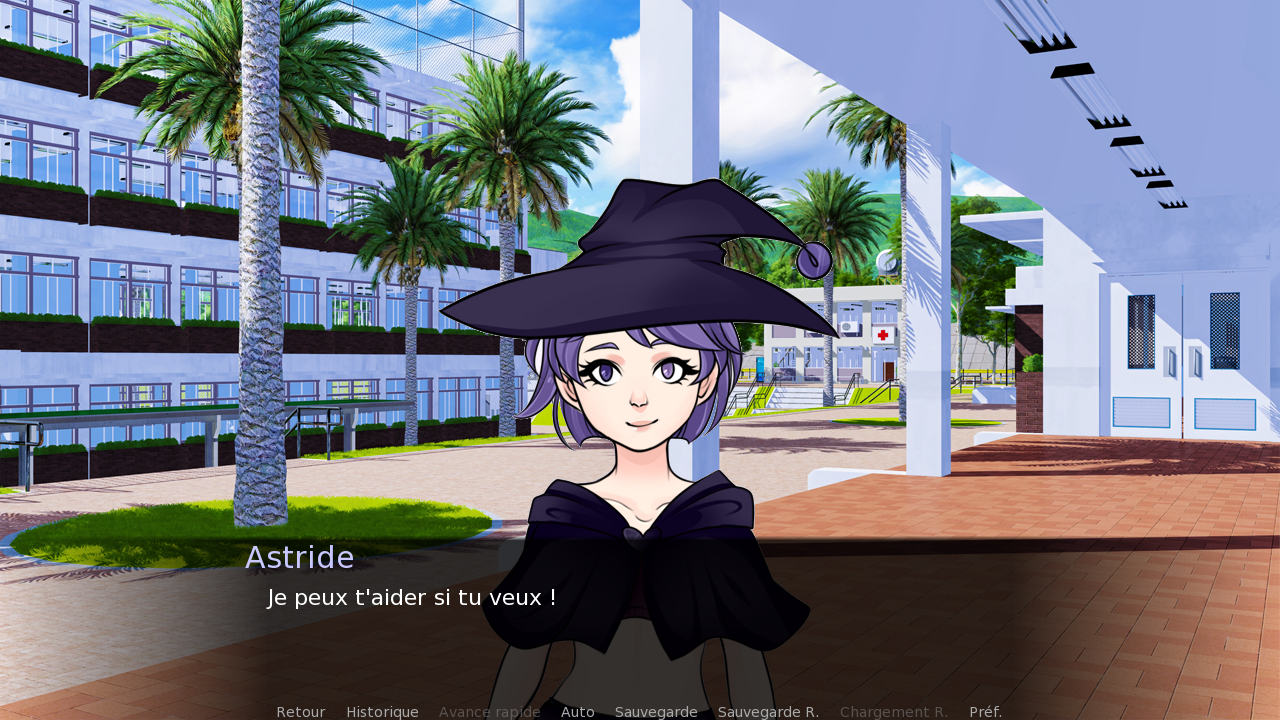 Astride
Je peux t'aider si tu veux !
Retour Historique Avance rapide Auto Sauvegarde Sauvegarde R. Chargement R. Préf.